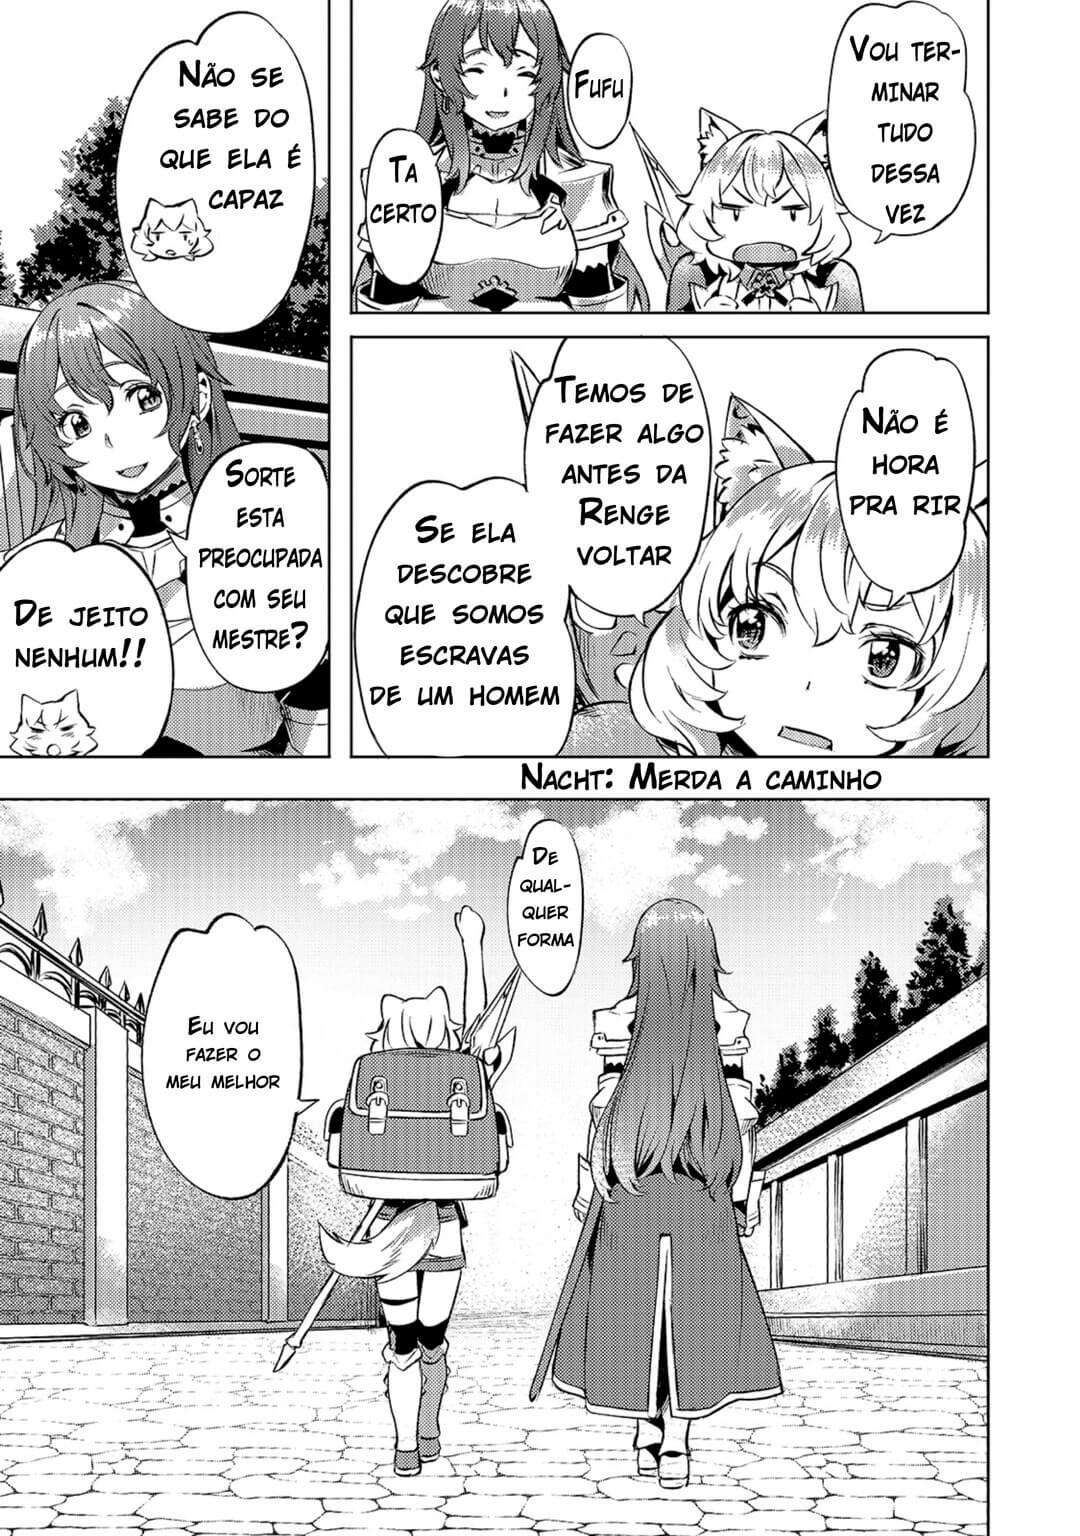 Vou ter-
minar
tudo
dessa
vez
Fufu
Ta
certo
Não é
hora
pra rir
Temos de
fazer algo
antes da
Renge
voltar
Se ela
descobre
que somos
escravas
de um homem
Não se
sabe do
que ela é
capaz
Sorte
esta
preocupada
com seu
mestre?
De jeito
nenhum!!
Nacht: Merda a caminho
De
qual-
quer
forma
Eu vou
fazer o
meu melhor